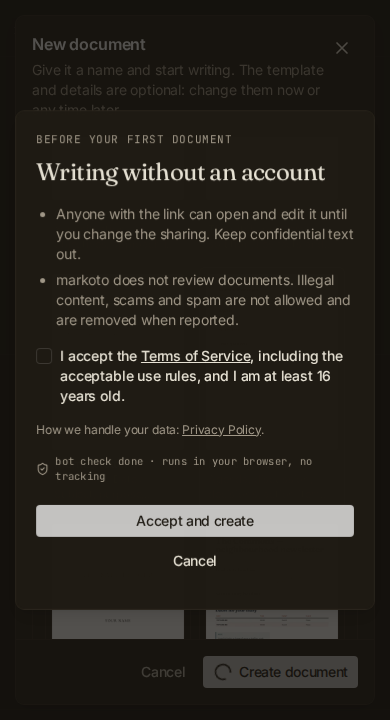 New document
Give it a name and start writing. The template
and details are optional: change them now or
any time later.
BEFORE YOUR FIRST DOCUMENT
Writing without an account
• Anyone with the link can open and edit it until
you change the sharing. Keep confidential text
out.
• markoto does not review documents. Illegal
content, scams and spam are not allowed and
are removed when reported.
I accept the Terms of Service, including the
acceptable use rules, and I am at least 16
years old.
How we handle your data: Privacy Policy.
bot check done · runs in your browser, no
tracking
Accept and create
Cancel
Cancel
Create document